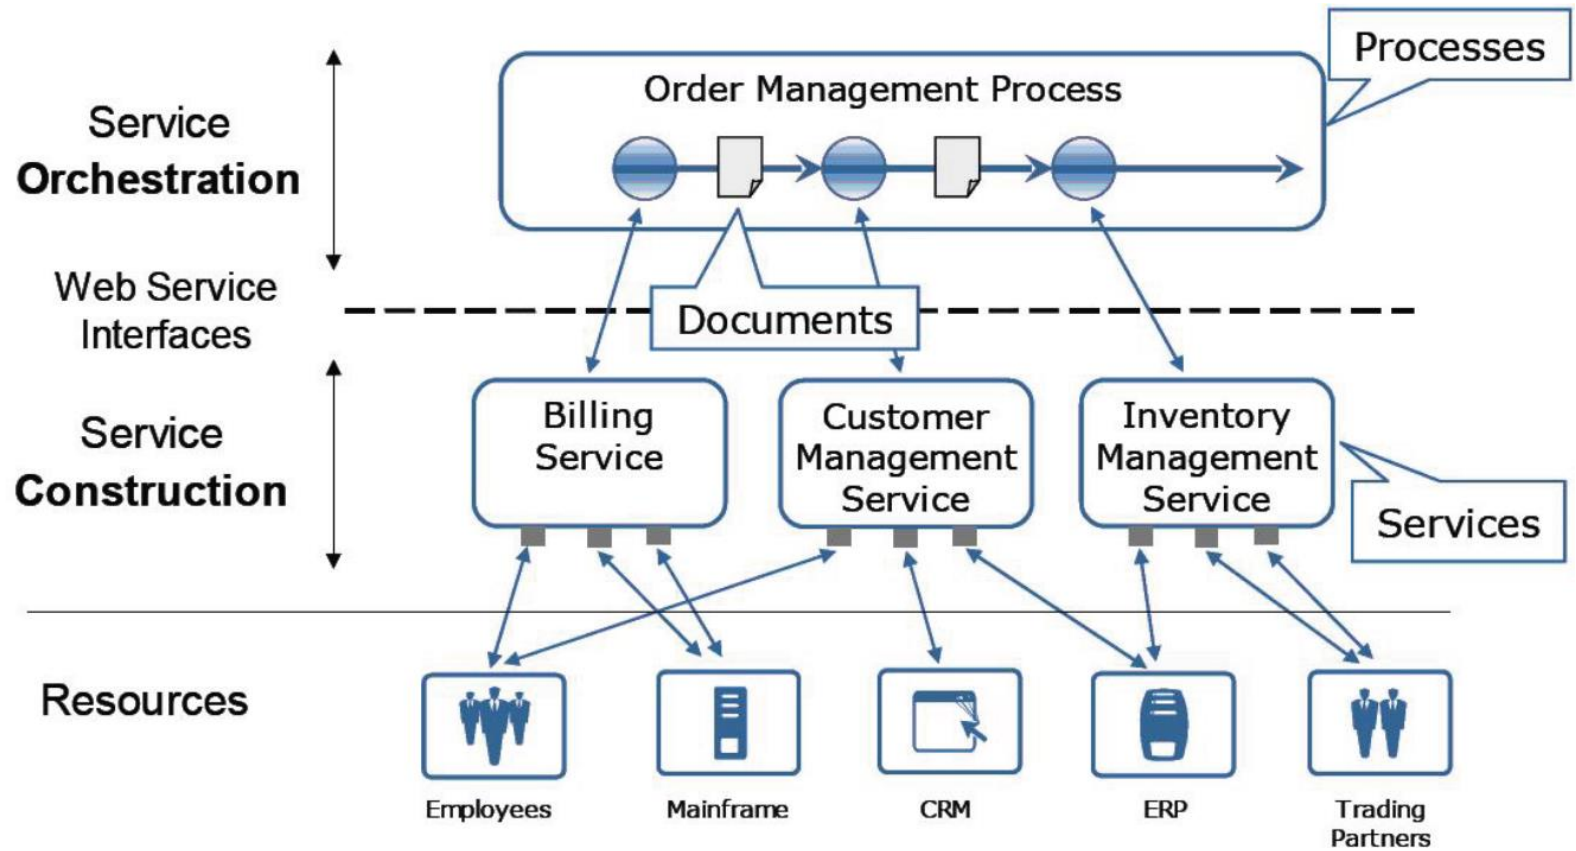 Processes
Order Management Process
Service
Orchestration
Web Service
Interfaces
Documents
Service
Construction
Billing
Service
Customer
Management
Service
Inventory
Management
Service
Services
Resources
Employees
Mainframe
CRM
ERP
Trading
Partners